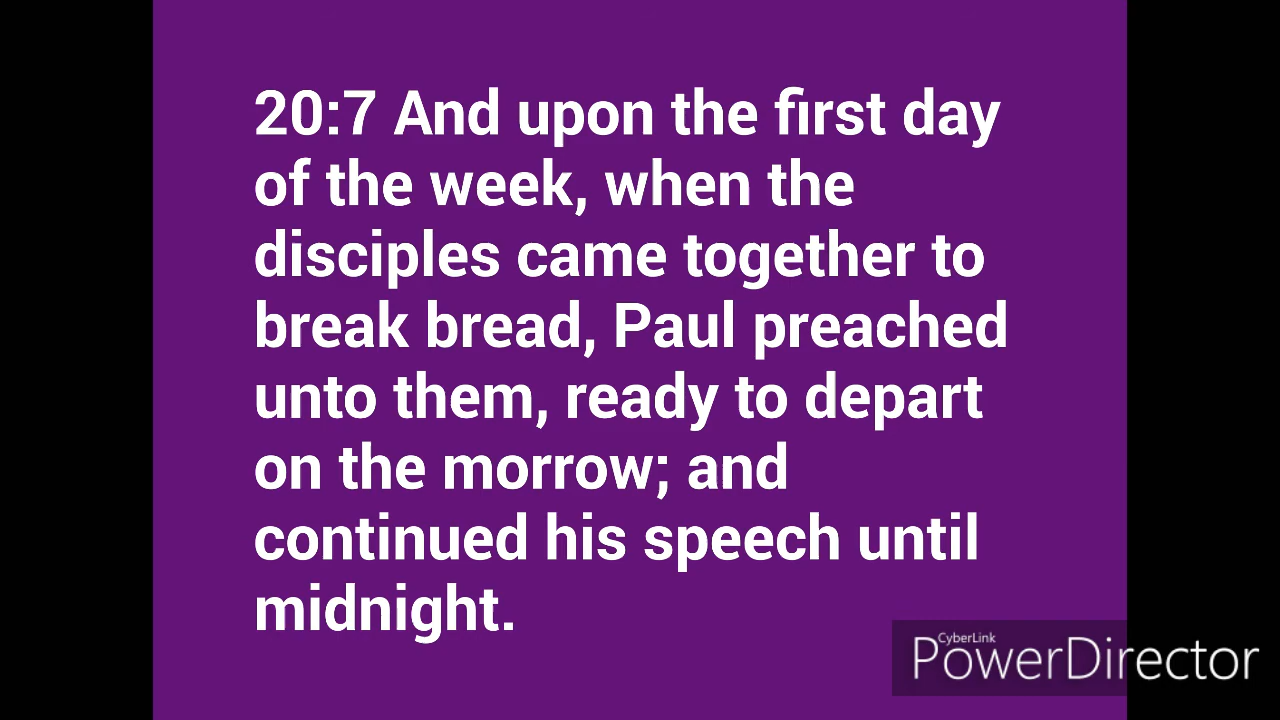 20:7 And upon the first day
of the week, when the
disciples came together to
break bread, Paul preached
unto them, ready to depart
on the morrow; and
continued his speech until
midnight.
CyberLink
PowerDirector